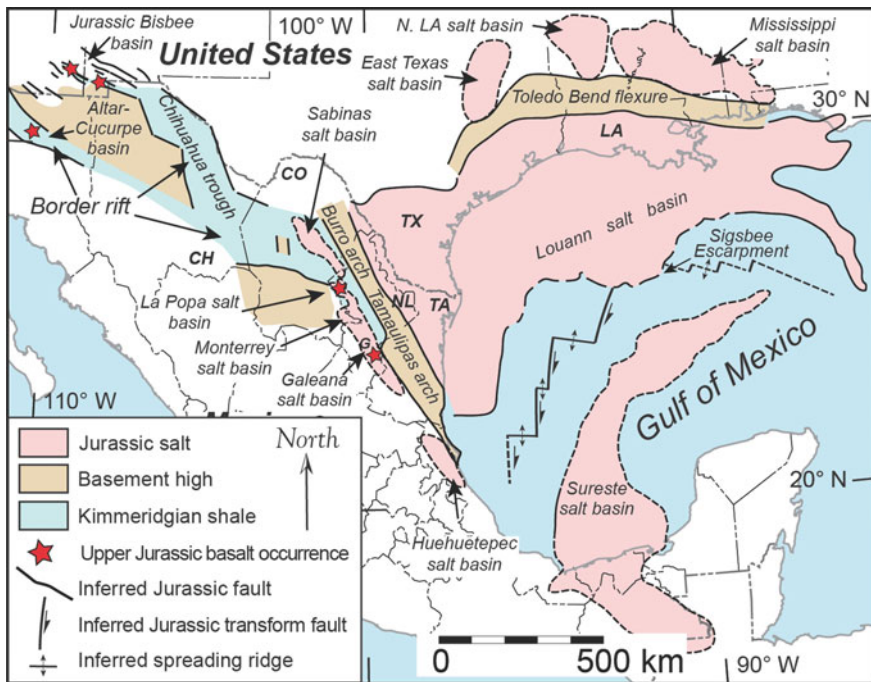 100° W
N. LA salt basin
Jurassic Bisbee
basin
United States
East Texas
salt basin
Mississippi
salt basin
Altar-
Cucurpe
basin
Chihuahua trough
Sabinas
salt basin
Toledo Bend flexure
30° N
LA
CO
Border rift
TX
Louann salt basin
Burro arch
Sigsbee
Escarpment
CH
La Popa salt
basin
NL
TA
Tamaulipas arch
Monterrey
salt basin
G
Galeana
salt basin
Gulf of Mexico
110° W
North
Jurassic salt
Basement high
Kimmeridgian shale
Upper Jurassic basalt occurrence
Inferred Jurassic fault
Inferred Jurassic transform fault
Inferred spreading ridge
20° N
Sureste
salt basin
Huehuetepec
salt basin
0 500 km
90° W